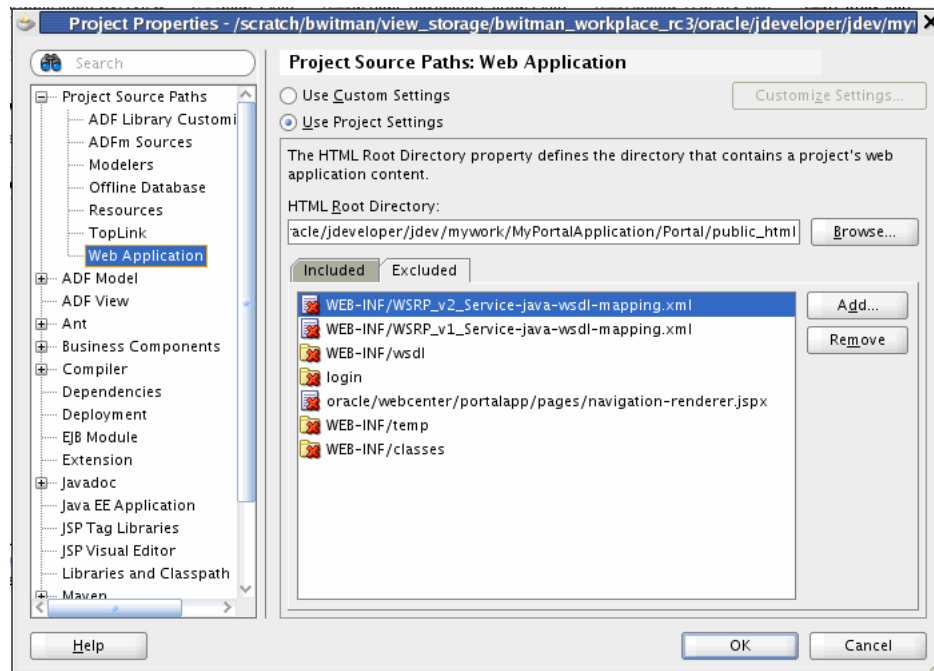 Project Properties - /scratch/bwitman/view_storage/bwitman_workplace_rc3/oracle/jdeveloper/jdev/my
Search
Project Source Paths
ADF Library Customi
ADFm Sources
Modelers
Offline Database
Resources
TopLink
Web Application
ADF Model
ADF View
Ant
Business Components
Compiler
Dependencies
Deployment
EJB Module
Extension
Javadoc
Java EE Application
JSP Tag Libraries
JSP Visual Editor
Libraries and Classpath
Maven
Project Source Paths: Web Application
Use Custom Settings
Customize Settings...
Use Project Settings
The HTML Root Directory property defines the directory that contains a project's web
application content.
HTML Root Directory:
acle/jdeveloper/jdev/mywork/MyPortalApplication/Portal/public_html
Browse...
Included Excluded
WEB-INF/WSRP_v2_Service-java-wsdl-mapping.xml
WEB-INF/WSRP_v1_Service-java-wsdl-mapping.xml
WEB-INF/wsdl
login
oracle/webcenter/portalapp/pages/navigation-renderer.jspx
WEB-INF/temp
WEB-INF/classes
Add...
Remove
Help
OK
Cancel